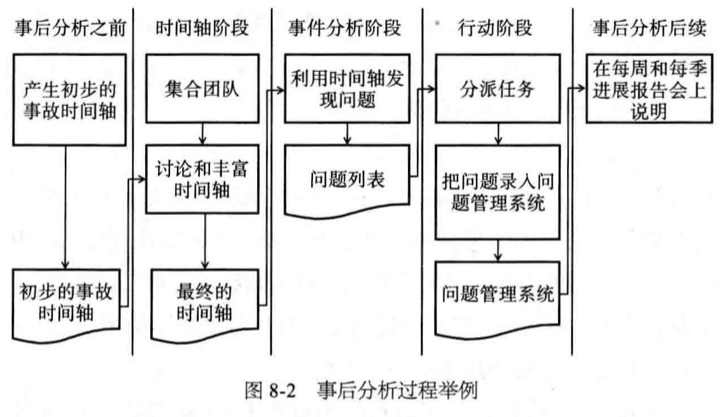 事后分析之前
产生初步的
事故时间轴
初步的事故
时间轴
时间轴阶段
集合团队
讨论和丰富
时间轴
最终的
时间轴
事件分析阶段
利用时间轴发
现问题
问题列表
行动阶段
分派任务
把问题录入问
题管理系统
问题管理系统
事后分析后续
在每周和每季
进展报告会上
说明
图 8-2 事后分析过程举例